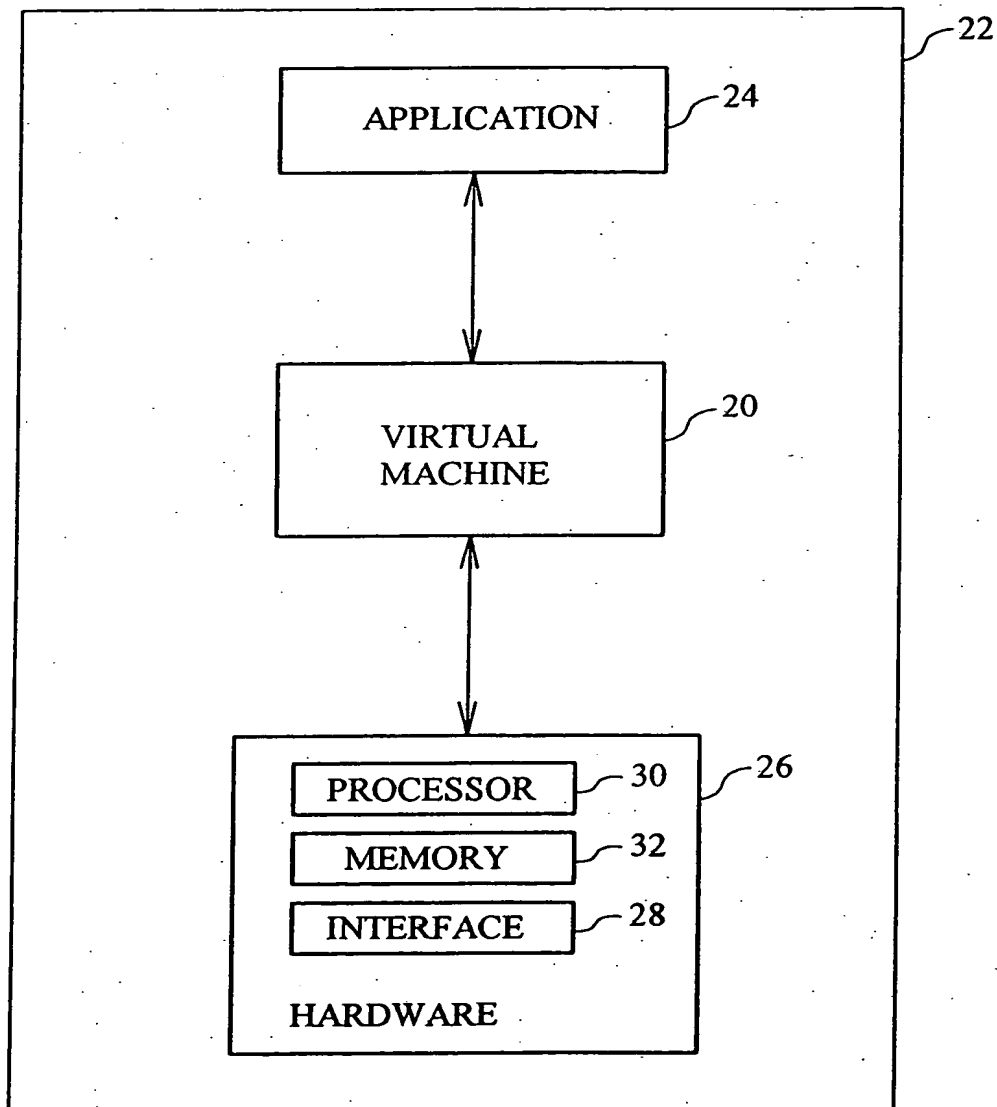 22
APPLICATION
24
VIRTUAL
MACHINE
20
PROCESSOR
30
26
MEMORY
32
INTERFACE
28
HARDWARE